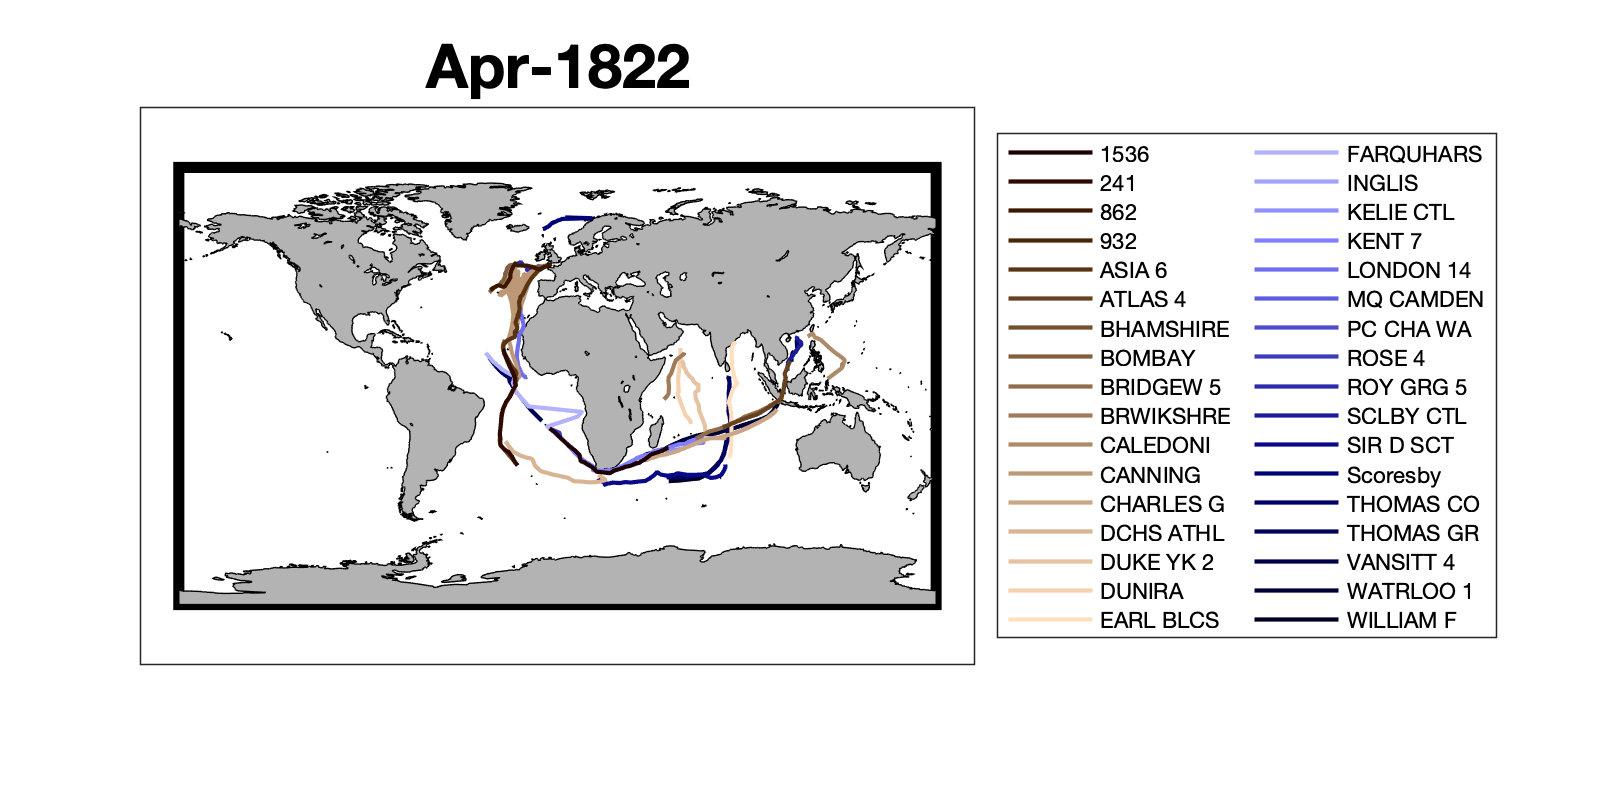 Apr-1822
1536
241
862
932
ASIA 6
ATLAS 4
BHAMSHIRE
BOMBAY
BRIDGEW 5
BRWIKSHRE
CALEDONI
CANNING
CHARLES G
DCHS ATHL
DUKE YK 2
DUNIRA
EARL BLCS
FARQUHARS
INGLIS
KELIE CTL
KENT 7
LONDON 14
MQ CAMDEN
PC CHA WA
ROSE 4
ROY GRG 5
SCLBY CTL
SIR D SCT
Scoresby
THOMAS CO
THOMAS GR
VANSITT 4
WATRLOO 1
WILLIAM F